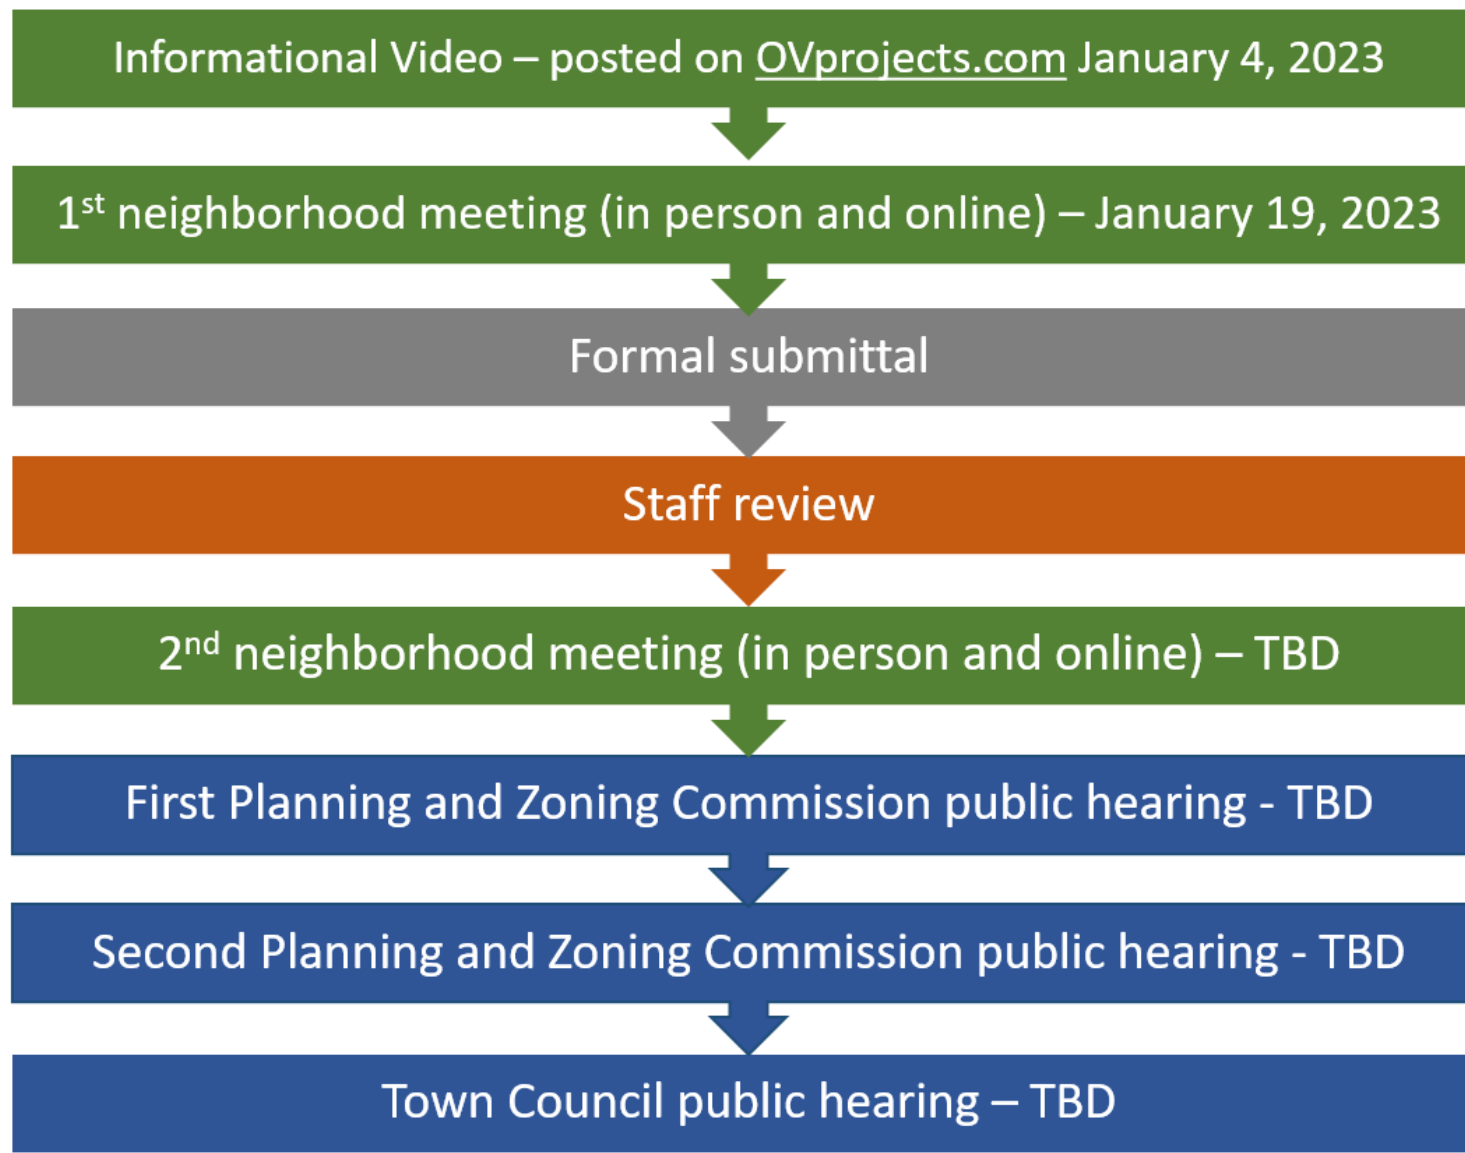 Informational Video – posted on OVprojects.com January 4, 2023
1st neighborhood meeting (in person and online) – January 19, 2023
Formal submittal
Staff review
2nd neighborhood meeting (in person and online) – TBD
First Planning and Zoning Commission public hearing - TBD
Second Planning and Zoning Commission public hearing - TBD
Town Council public hearing – TBD